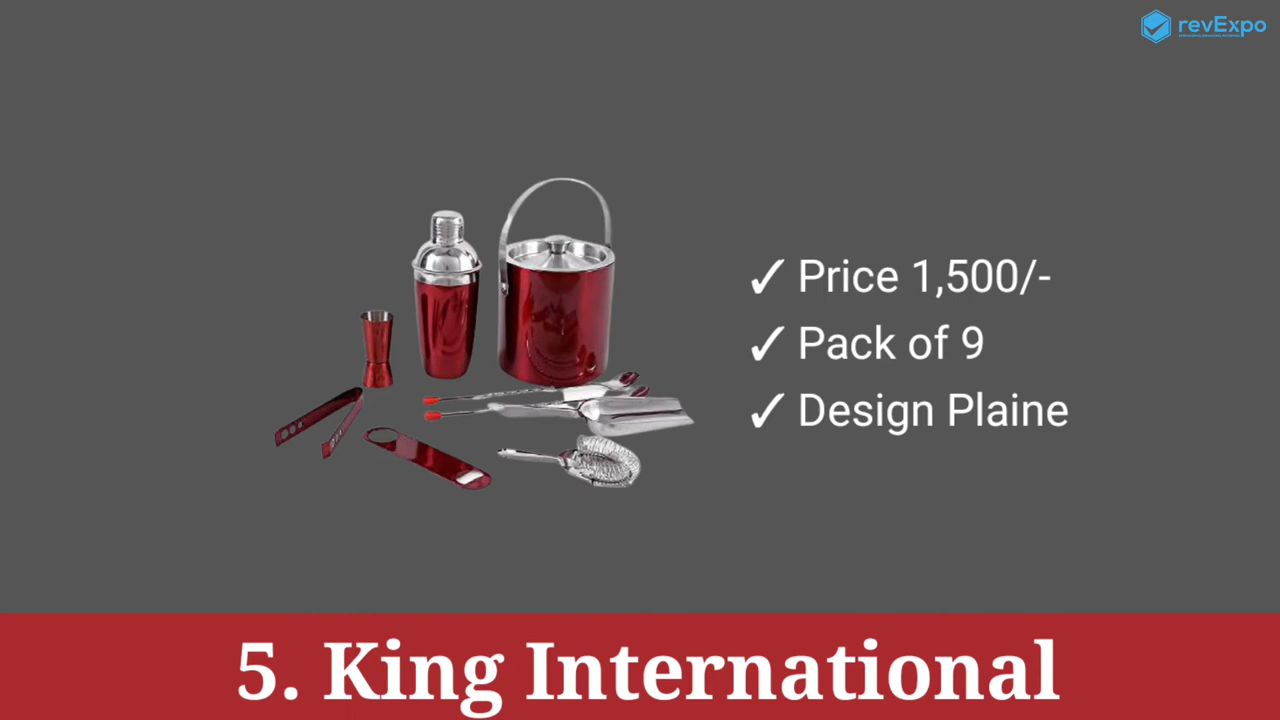 revExpo
✓ Price 1,500/-
✓ Pack of 9
✓ Design Plaine
5. King International